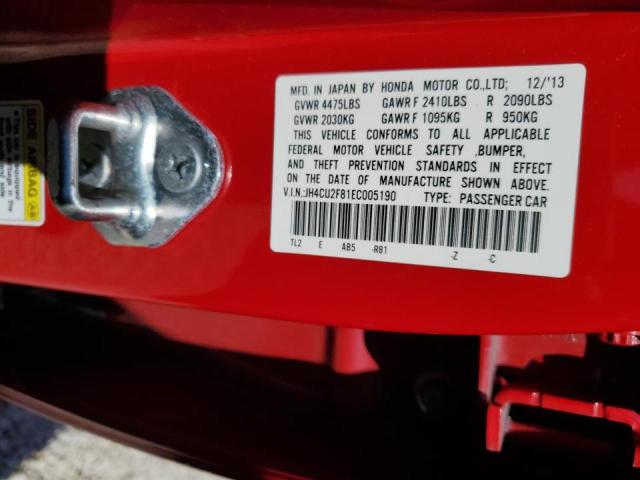 MFD. IN JAPAN BY HONDA MOTOR CO.,LTD; 12/'13
GVWR 4475LBS GAWR F 2410LBS R 2090LBS
GVWR 2030KG GAWR F 1095KG R 950KG
THIS VEHICLE CONFORMS TO ALL APPLICABLE
FEDERAL MOTOR VEHICLE SAFETY ,BUMPER,
AND THEFT PREVENTION STANDARDS IN EFFECT
ON THE DATE OF MANUFACTURE SHOWN ABOVE.
V.I.N.:JH4CU2F81EC005190 TYPE: PASSENGER CAR
TL2 E AB5 -R81 -Z -C
SIDE AIRBAG